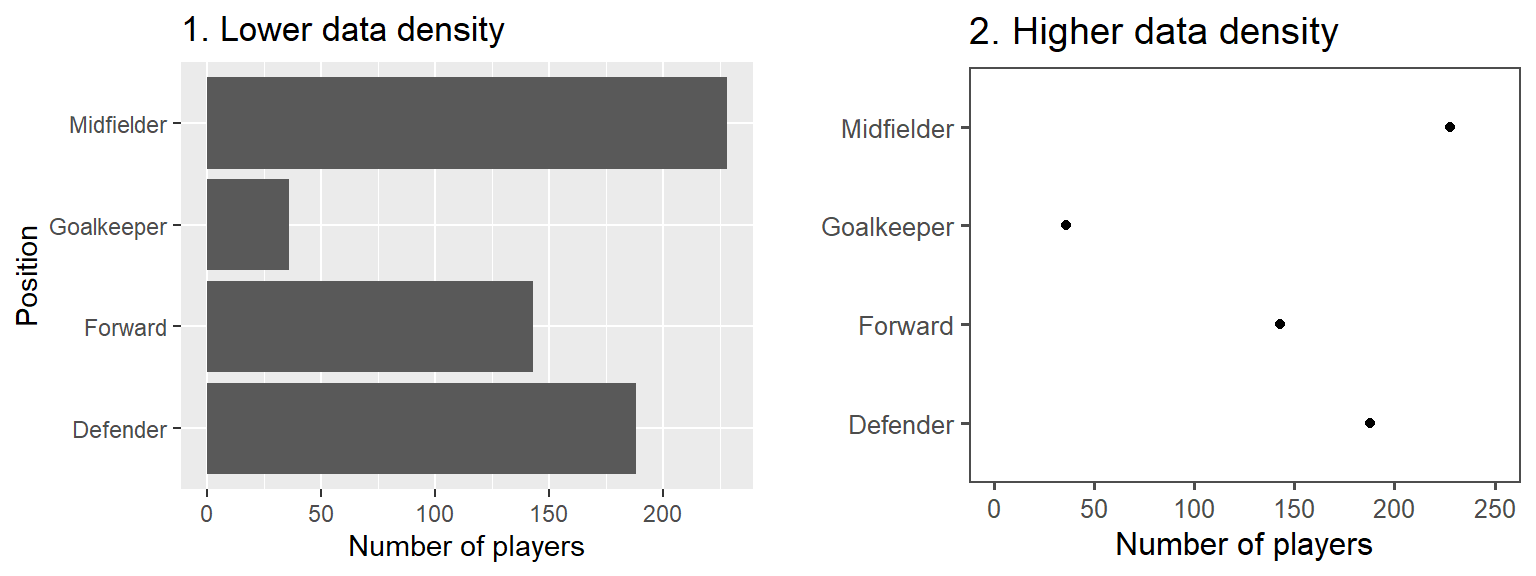 1. Lower data density
Position
Midfielder
Goalkeeper
Forward
Defender
0 50 100 150 200
Number of players
2. Higher data density
Midfielder
Goalkeeper
Forward
Defender
0 50 100 150 200 250
Number of players